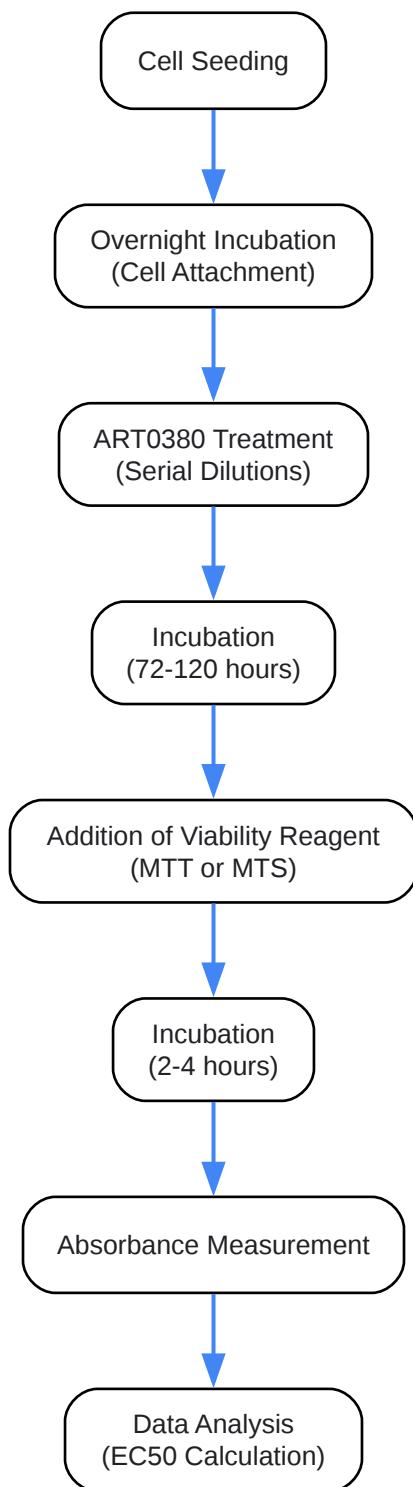 Cell Seeding
Overnight Incubation
(Cell Attachment)
ART0380 Treatment
(Serial Dilutions)
Incubation
(72-120 hours)
Addition of Viability Reagent
(MTT or MTS)
Incubation
(2-4 hours)
Absorbance Measurement
Data Analysis
(EC50 Calculation)